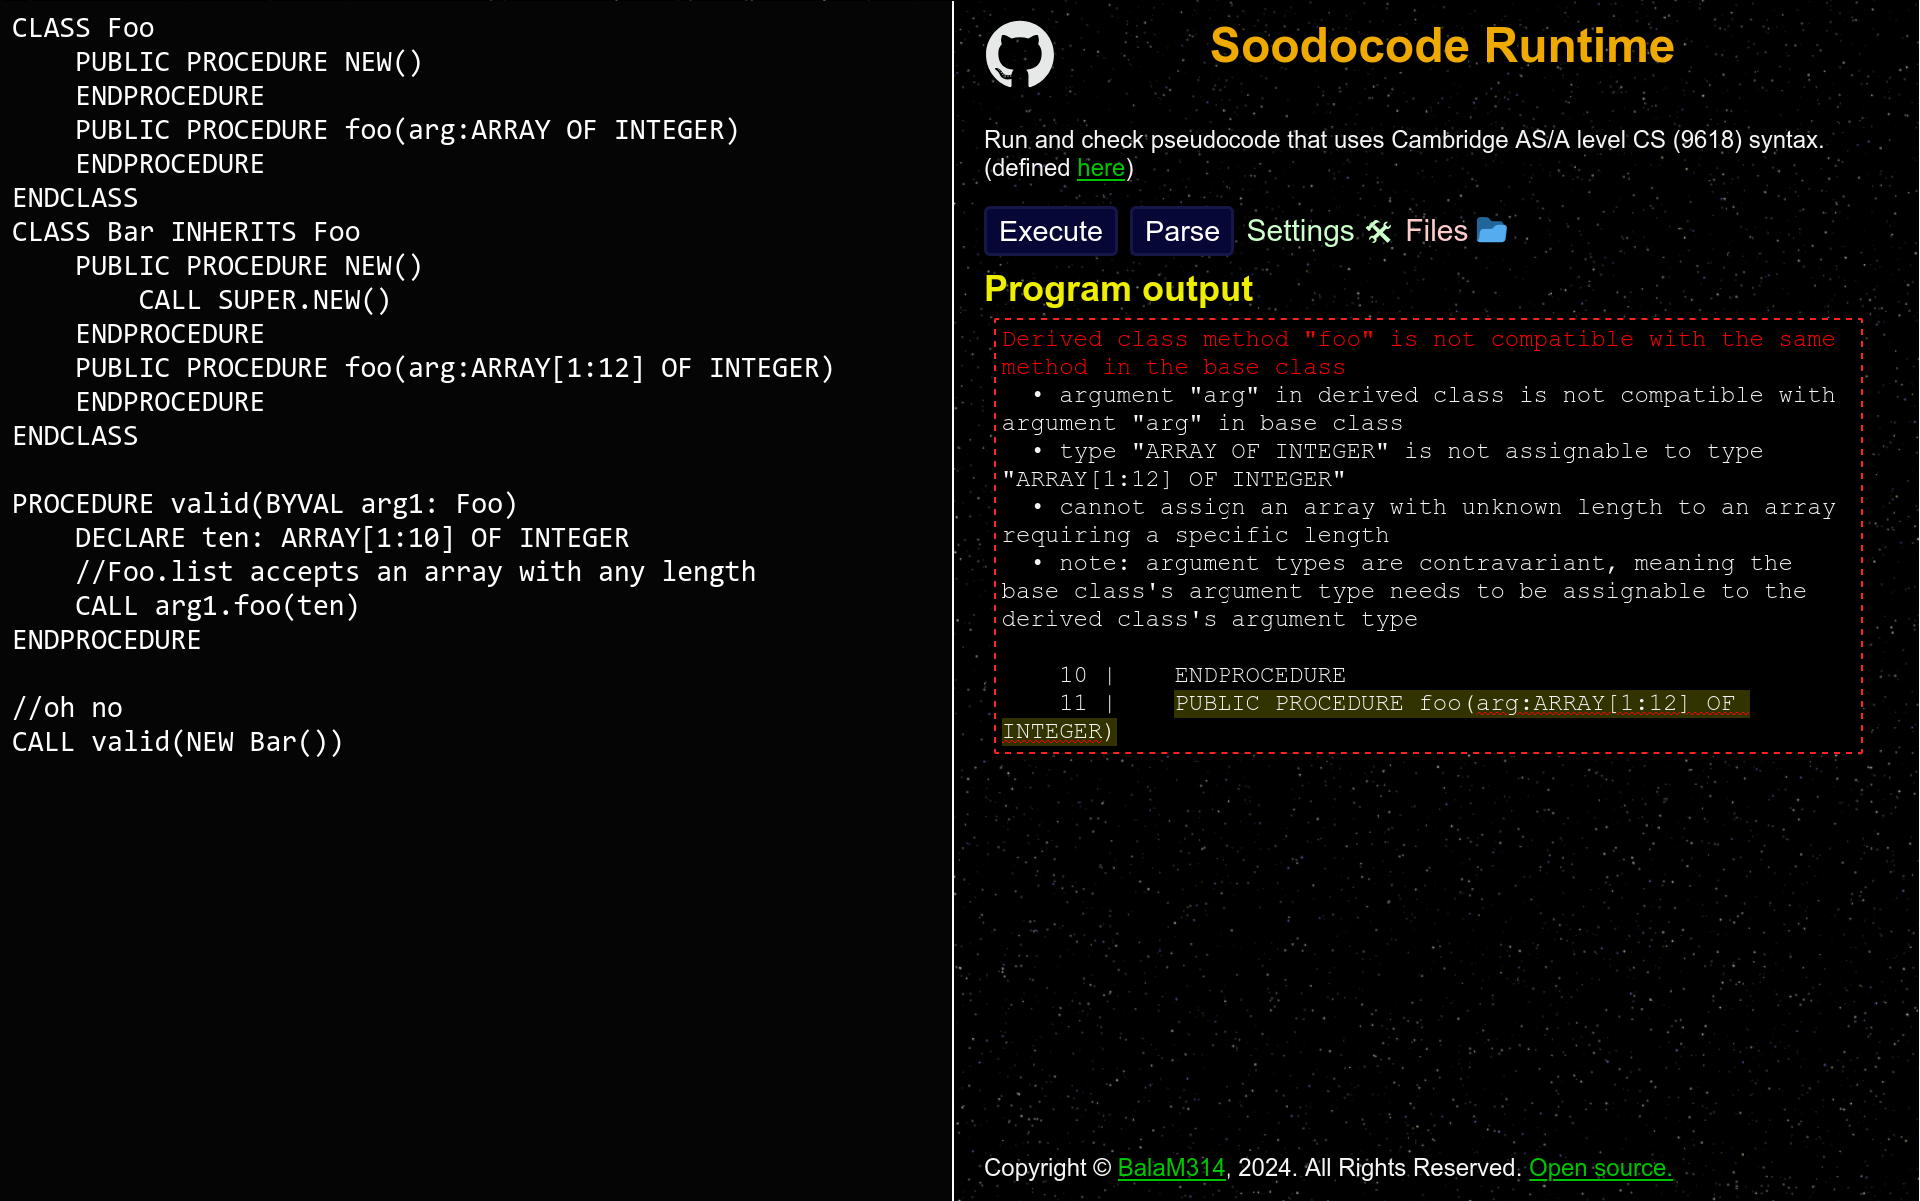 CLASS Foo
    PUBLIC PROCEDURE NEW()
    ENDPROCEDURE
    PUBLIC PROCEDURE foo(arg:ARRAY OF INTEGER)
    ENDPROCEDURE
ENDCLASS
CLASS Bar INHERITS Foo
    PUBLIC PROCEDURE NEW()
        CALL SUPER.NEW()
    ENDPROCEDURE
    PUBLIC PROCEDURE foo(arg:ARRAY[1:12] OF INTEGER)
    ENDPROCEDURE
ENDCLASS

PROCEDURE valid(BYVAL arg1: Foo)
    DECLARE ten: ARRAY[1:10] OF INTEGER
    //Foo.list accepts an array with any length
    CALL arg1.foo(ten)
ENDPROCEDURE

//oh no
CALL valid(NEW Bar())
Soodocode Runtime
Run and check pseudocode that uses Cambridge AS/A level CS (9618) syntax.
(defined here)
Execute Parse Settings 🛠 Files 📂
Program output
Derived class method "foo" is not compatible with the same
method in the base class
  • argument "arg" in derived class is not compatible with
argument "arg" in base class
  • type "ARRAY OF INTEGER" is not assignable to type
"ARRAY[1:12] OF INTEGER"
  • cannot assign an array with unknown length to an array
requiring a specific length
  • note: argument types are contravariant, meaning the
base class's argument type needs to be assignable to the
derived class's argument type

    10 |    ENDPROCEDURE
    11 |    PUBLIC PROCEDURE foo(arg:ARRAY[1:12] OF
INTEGER)
Copyright © BalaM314, 2024. All Rights Reserved. Open source.